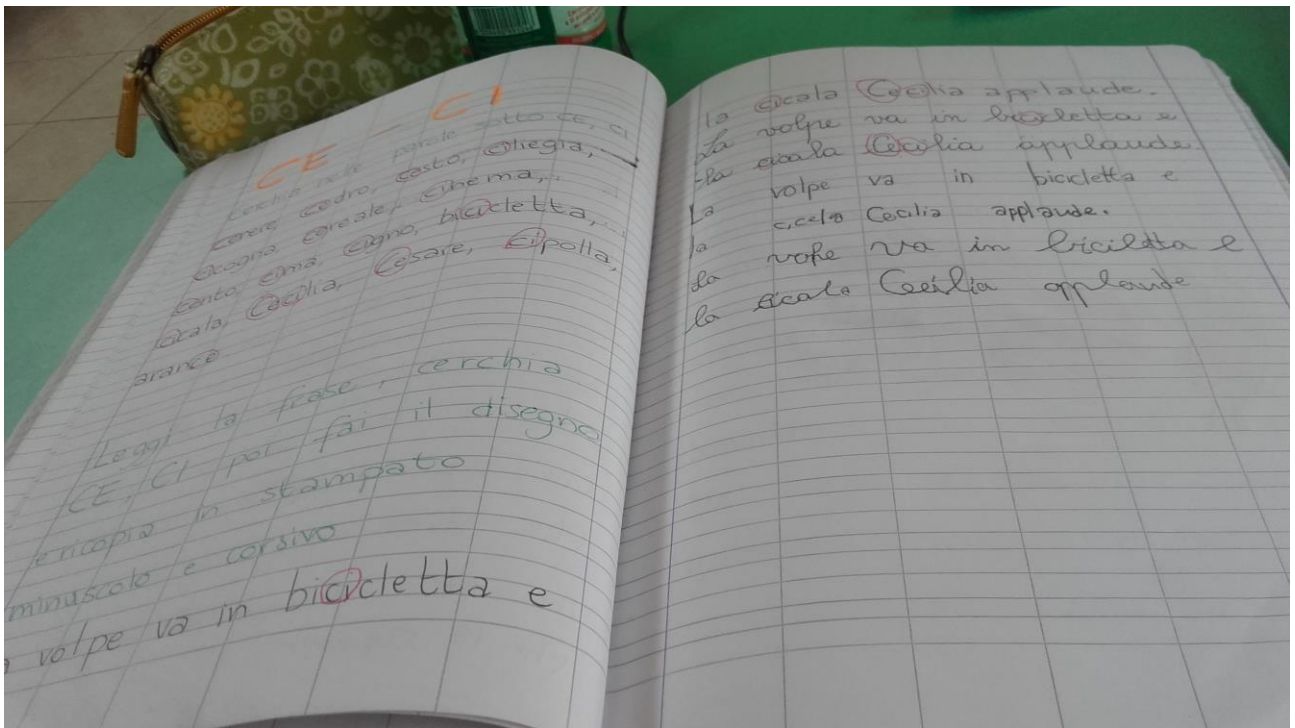 CE CI
Cerchia nelle parole sotto CE, CI
cenere, cedro, cesto, ciliegia,
cicogna, cereale, cinema,..
cento, cima, cigno, bicicletta,..
cicala, Cecilia, Cesare, cipolla,
arance
Leggi la frase, cerchia
CE, CI poi fai il disegno
e ricopia in stampato
minuscolo e corsivo
volpe va in bicicletta e
la cicala Cecilia applaude.
La volpe va in bicicletta e
la cicala Cecilia applaude
La volpe va in bicicletta e
la cicala Cecilia applaude.
La volpe va in e
la cicala Cecilia applaude